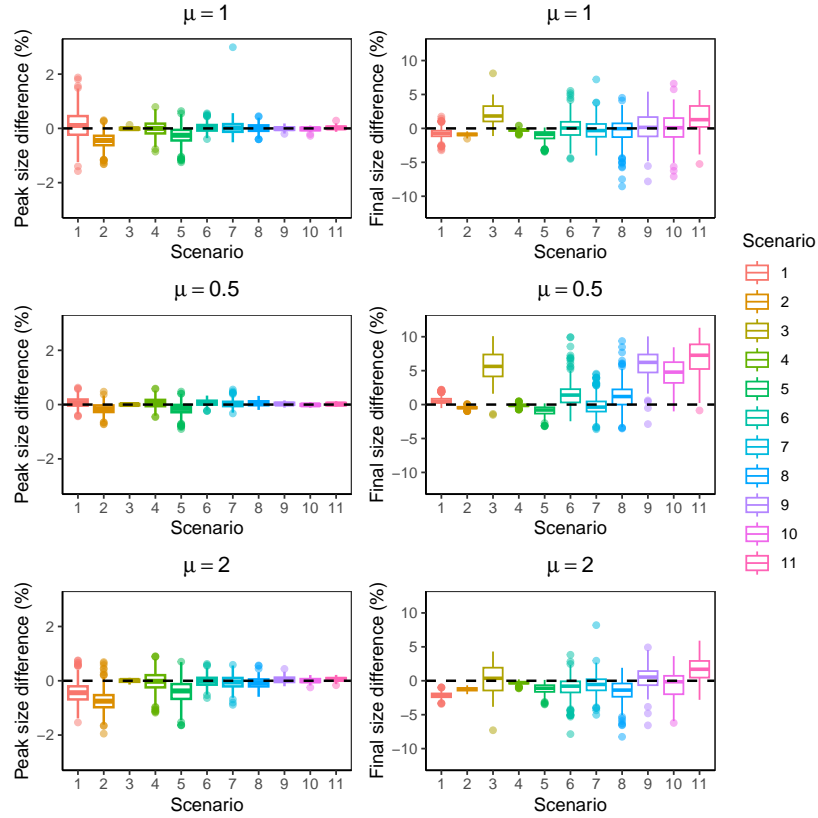 μ = 1
Peak size difference (%)
2
0
−2
1 2 3 4 5 6 7 8 9 10 11
Scenario
μ = 1
Final size difference (%)
10
5
0
−5
−10
1 2 3 4 5 6 7 8 9 10 11
Scenario
μ = 0.5
Peak size difference (%)
2
0
−2
1 2 3 4 5 6 7 8 9 10 11
Scenario
μ = 0.5
Final size difference (%)
10
5
0
−5
−10
1 2 3 4 5 6 7 8 9 10 11
Scenario
μ = 2
Peak size difference (%)
2
0
−2
1 2 3 4 5 6 7 8 9 10 11
Scenario
μ = 2
Final size difference (%)
10
5
0
−5
−10
1 2 3 4 5 6 7 8 9 10 11
Scenario
Scenario
1
2
3
4
5
6
7
8
9
10
11